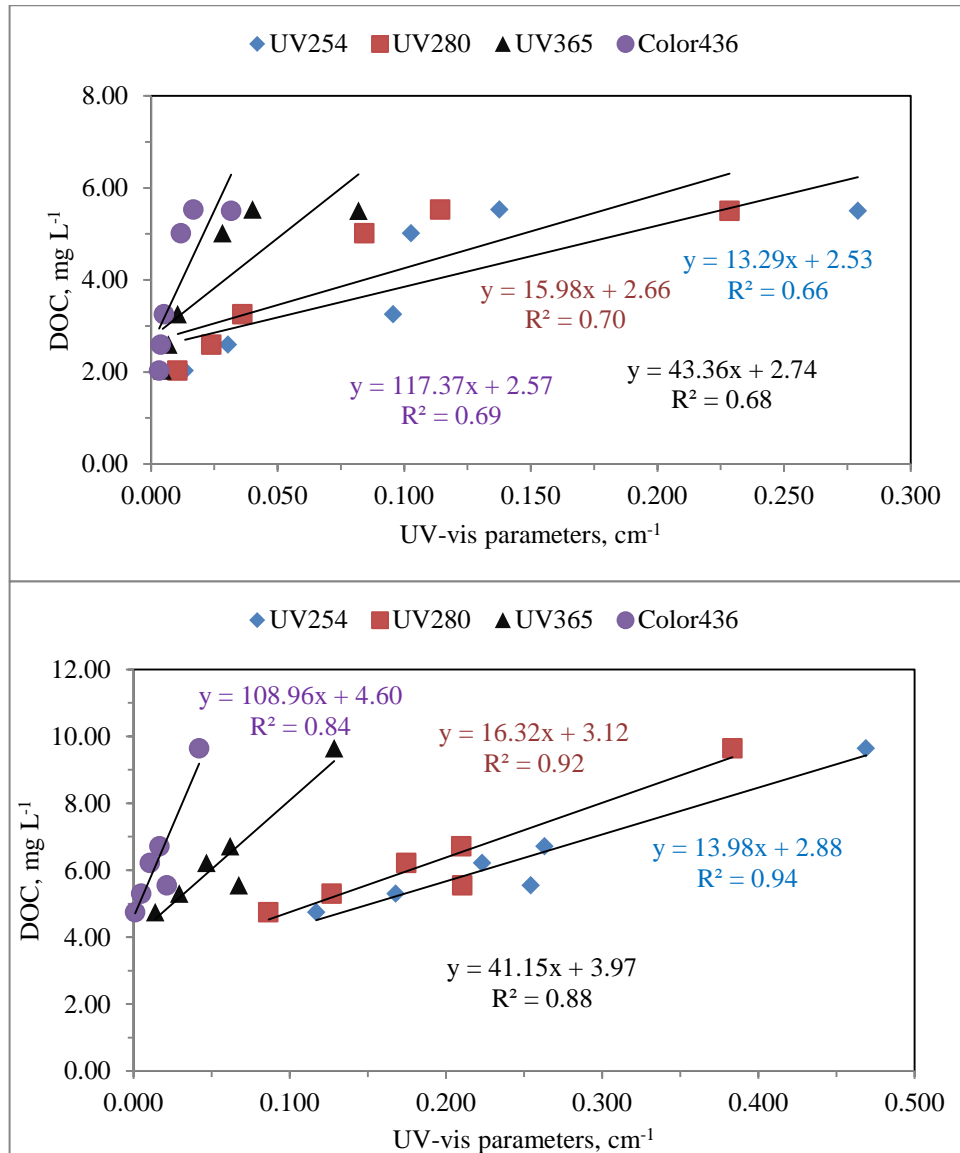 UV254 UV280 UV365 Color436
8.00
6.00
4.00
2.00
0.00
DOC, mg L-1
y = 13.29x + 2.53
R² = 0.66
y = 15.98x + 2.66
R² = 0.70
y = 43.36x + 2.74
R² = 0.68
y = 117.37x + 2.57
R² = 0.69
0.000 0.050 0.100 0.150 0.200 0.250 0.300
UV-vis parameters, cm-1
UV254 UV280 UV365 Color436
12.00
10.00
8.00
6.00
4.00
2.00
0.00
DOC, mg L-1
y = 108.96x + 4.60
R² = 0.84
y = 16.32x + 3.12
R² = 0.92
y = 13.98x + 2.88
R² = 0.94
y = 41.15x + 3.97
R² = 0.88
0.000 0.100 0.200 0.300 0.400 0.500
UV-vis parameters, cm-1